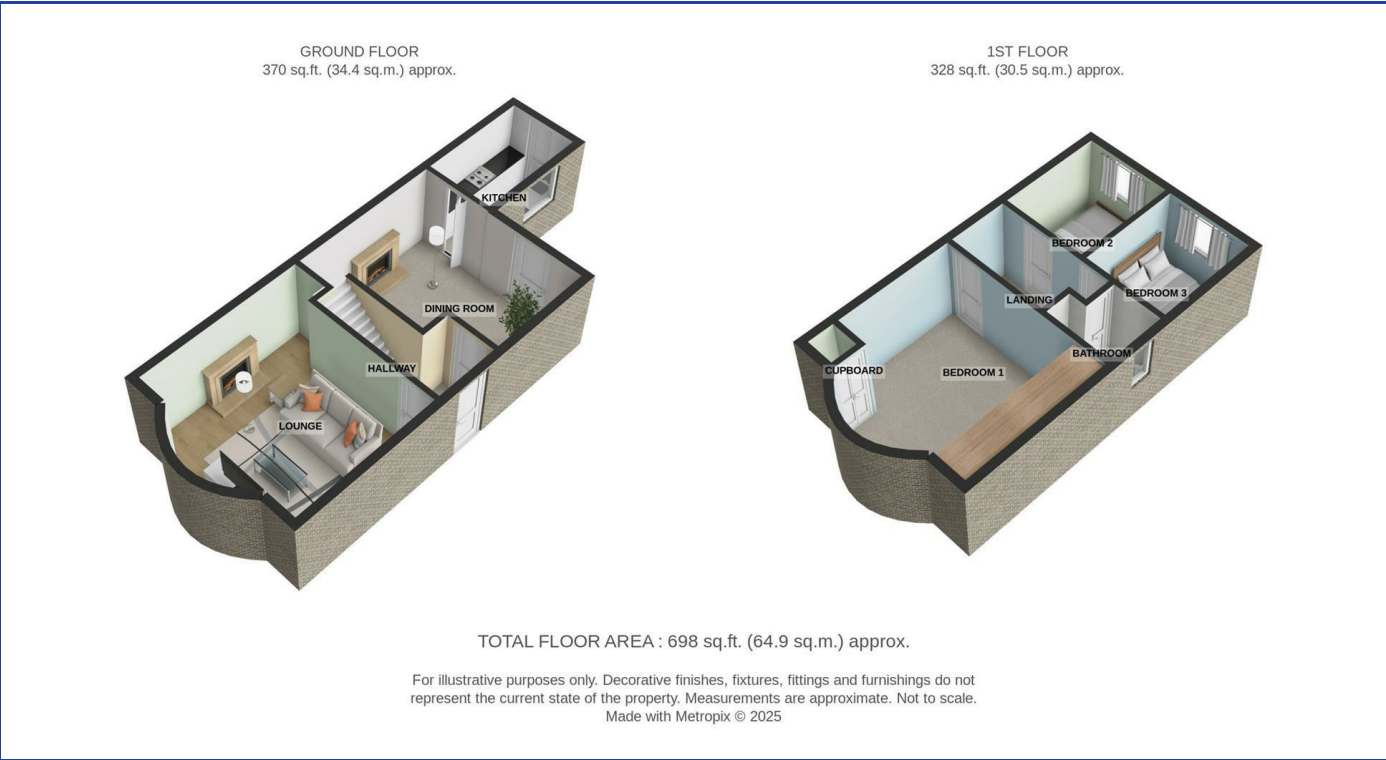 GROUND FLOOR
370 sq.ft. (34.4 sq.m.) approx.
1ST FLOOR
328 sq.ft. (30.5 sq.m.) approx.
KITCHEN
DINING ROOM
HALLWAY
LOUNGE
BEDROOM 2
BEDROOM 3
LANDING
BATHROOM
CUPBOARD
BEDROOM 1
TOTAL FLOOR AREA : 698 sq.ft. (64.9 sq.m.) approx.
For illustrative purposes only. Decorative finishes, fixtures, fittings and furnishings do not
represent the current state of the property. Measurements are approximate. Not to scale.
Made with Metropix © 2025